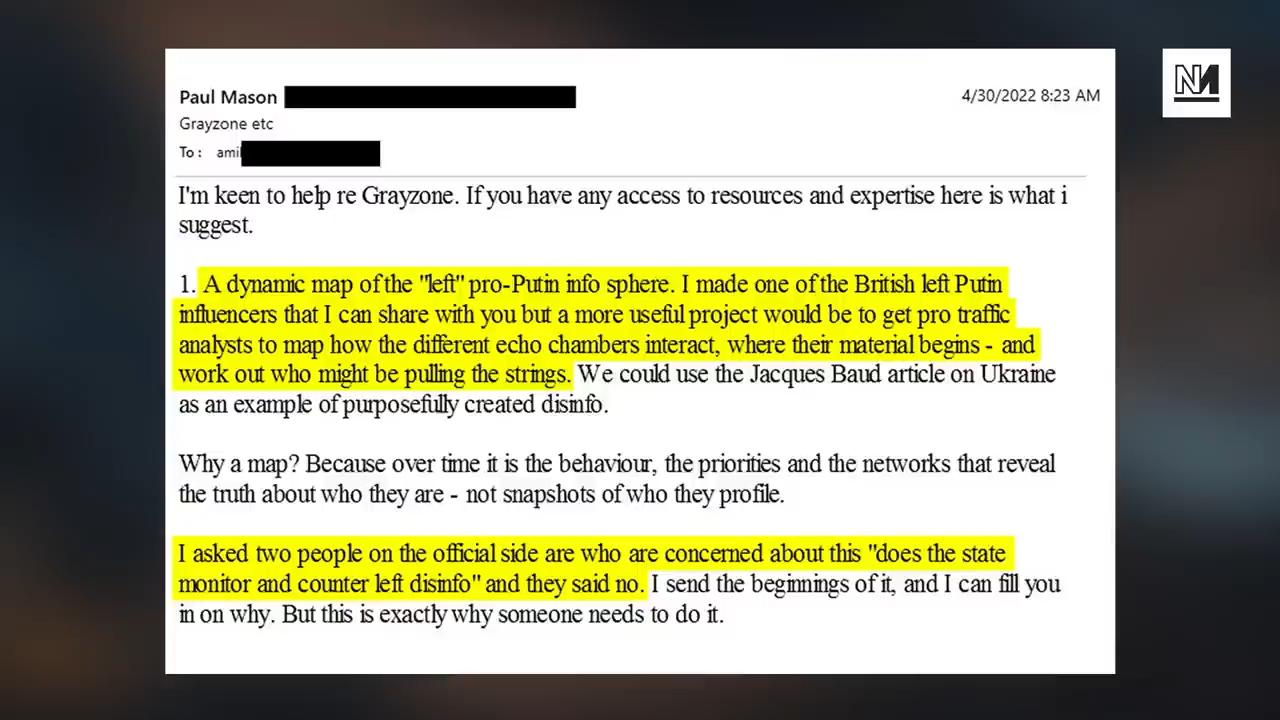 Paul Mason
4/30/2022 8:23 AM
Grayzone etc
To: ami
I'm keen to help re Grayzone. If you have any access to resources and expertise here is what i
suggest.
1. A dynamic map of the "left" pro-Putin info sphere. I made one of the British left Putin
influencers that I can share with you but a more useful project would be to get pro traffic
analysts to map how the different echo chambers interact, where their material begins - and
work out who might be pulling the strings. We could use the Jacques Baud article on Ukraine
as an example of purposefully created disinfo.
Why a map? Because over time it is the behaviour, the priorities and the networks that reveal
the truth about who they are - not snapshots of who they profile.
I asked two people on the official side are who are concerned about this "does the state
monitor and counter left disinfo" and they said no. I send the beginnings of it, and I can fill you
in on why. But this is exactly why someone needs to do it.
NM